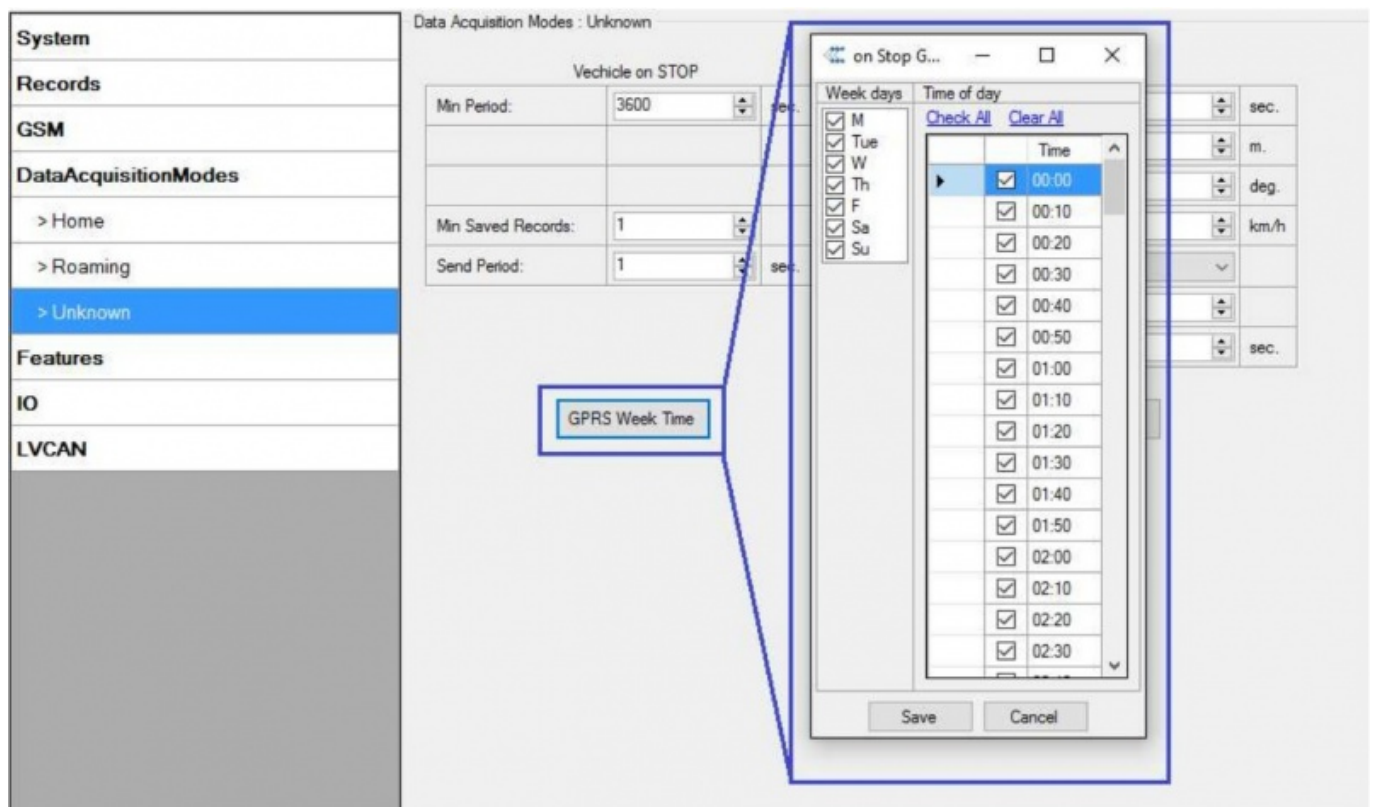 System
Records
GSM
DataAcquisitionModes
> Home
> Roaming
> Unknown
Features
IO
LVCAN
Data Acquisition Modes : Unknown
Vechicle on STOP
Min Period: 3600 sec.
Min Saved Records: 1
Send Period: 1 sec.
GPRS Week Time
on Stop G...
Week days
M
Tue
W
Th
F
Sa
Su
Time of day
Check All Clear All
Time
00:00
00:10
00:20
00:30
00:40
00:50
01:00
01:10
01:20
01:30
01:40
01:50
02:00
02:10
02:20
02:30
Save Cancel
sec.
m.
deg.
km/h
sec.